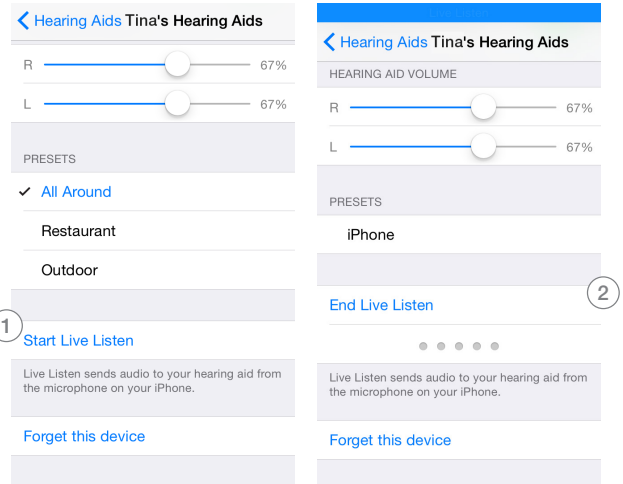 Hearing Aids Tina's Hearing Aids
R 67%
L 67%
PRESETS
All Around
Restaurant
Outdoor
1
Start Live Listen
Live Listen sends audio to your hearing aid from
the microphone on your iPhone.
Forget this device
Hearing Aids Tina's Hearing Aids
HEARING AID VOLUME
R 67%
L 67%
PRESETS
iPhone
2
End Live Listen
Live Listen sends audio to your hearing aid from
the microphone on your iPhone.
Forget this device